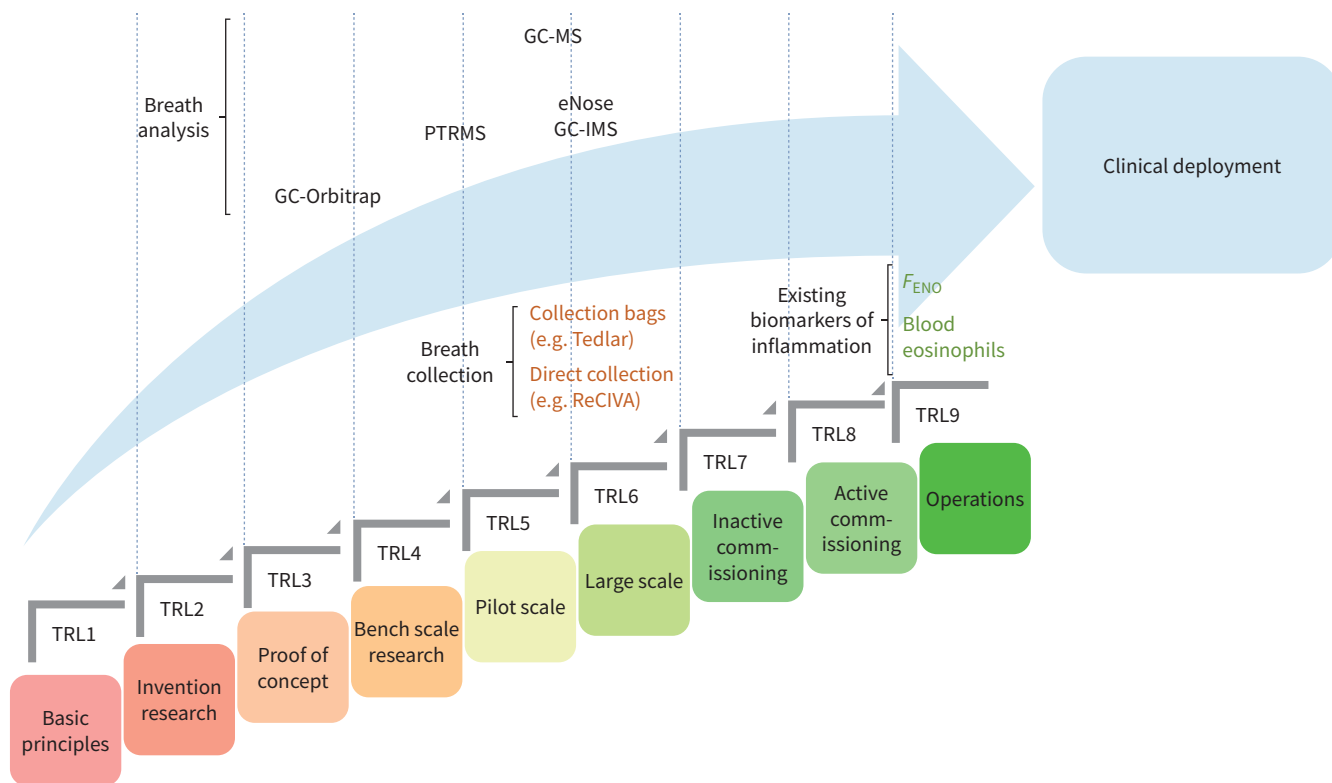 GC-MS
Breath
analysis
eNose
GC-IMS
PTRMS
GC-Orbitrap
Clinical deployment
Breath
collection
Collection bags
(e.g. Tedlar)
Direct collection
(e.g. ReCIVA)
Existing
biomarkers of
inflammation
FENO
Blood
eosinophils
TRL1
TRL2
TRL3
TRL4
TRL5
TRL6
TRL7
TRL8
TRL9
Basic
principles
Invention
research
Proof of
concept
Bench scale
research
Pilot scale
Large scale
Inactive
comm-
issioning
Active
comm-
issioning
Operations